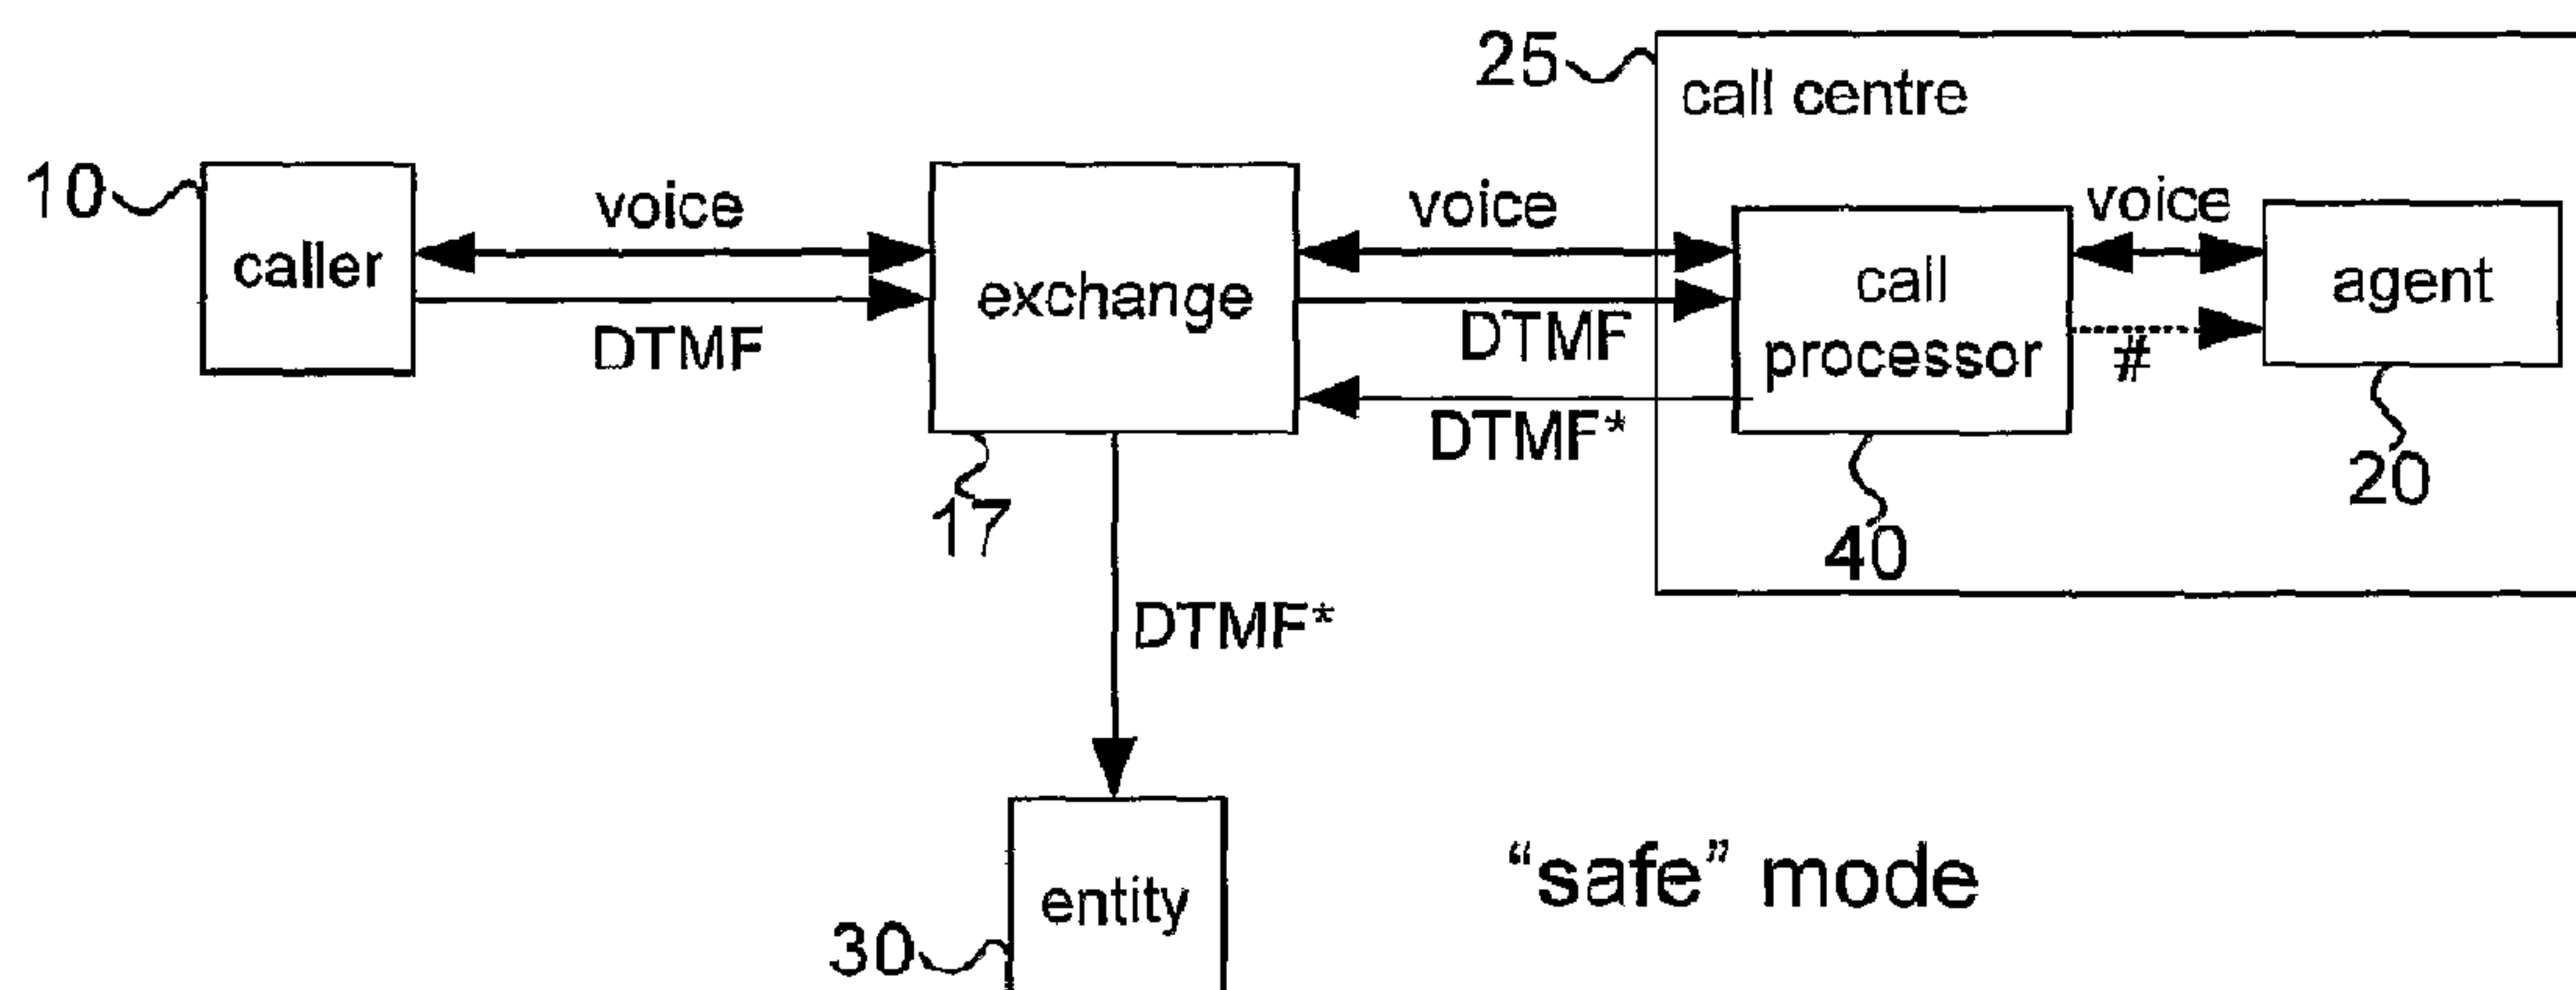 25
call centre
10
caller
voice
DTMF
exchange
17
voice
DTMF
DTMF*
call
processor
40
voice
#
agent
20
DTMF*
entity
30
“safe” mode